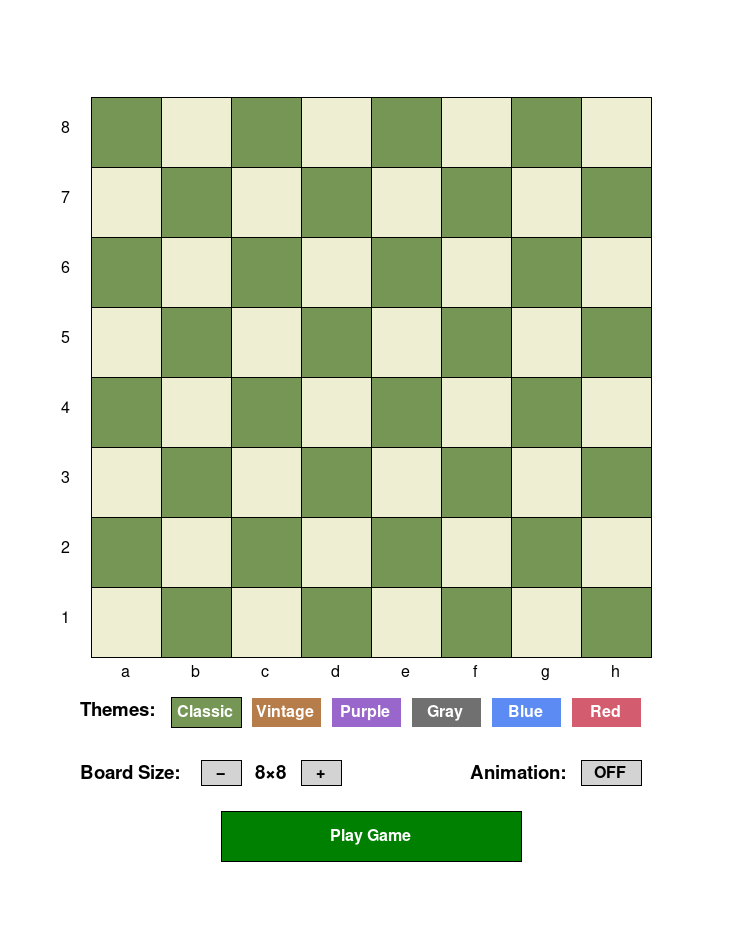 8
7
6
5
4
3
2
1
a b c d e f g h
Themes: Classic Vintage Purple Gray Blue Red
Board Size: − 8×8 + Animation: OFF
Play Game